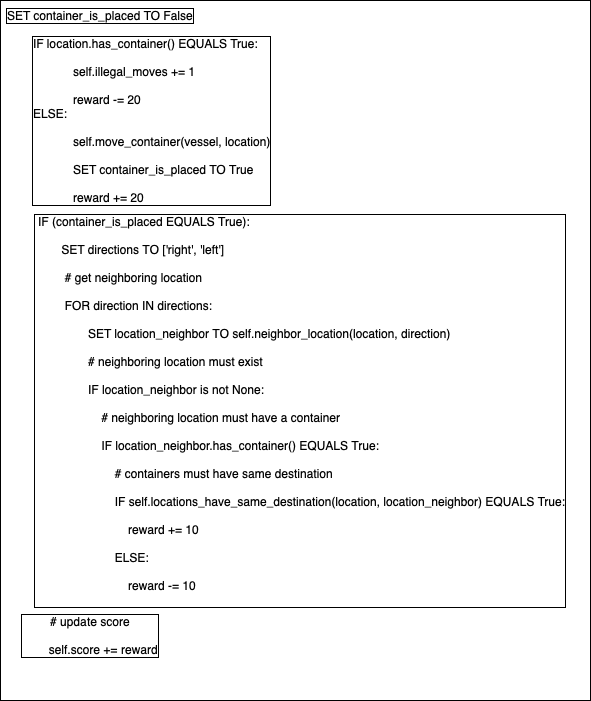 SET container_is_placed TO False
IF location.has_container() EQUALS True:
self.illegal_moves += 1
reward -= 20
ELSE:
self.move_container(vessel, location)
SET container_is_placed TO True
reward += 20
IF (container_is_placed EQUALS True):
SET directions TO ['right', 'left']
# get neighboring location
FOR direction IN directions:
SET location_neighbor TO self.neighbor_location(location, direction)
# neighboring location must exist
IF location_neighbor is not None:
# neighboring location must have a container
IF location_neighbor.has_container() EQUALS True:
# containers must have same destination
IF self.locations_have_same_destination(location, location_neighbor) EQUALS True:
reward += 10
ELSE:
reward -= 10
# update score
self.score += reward